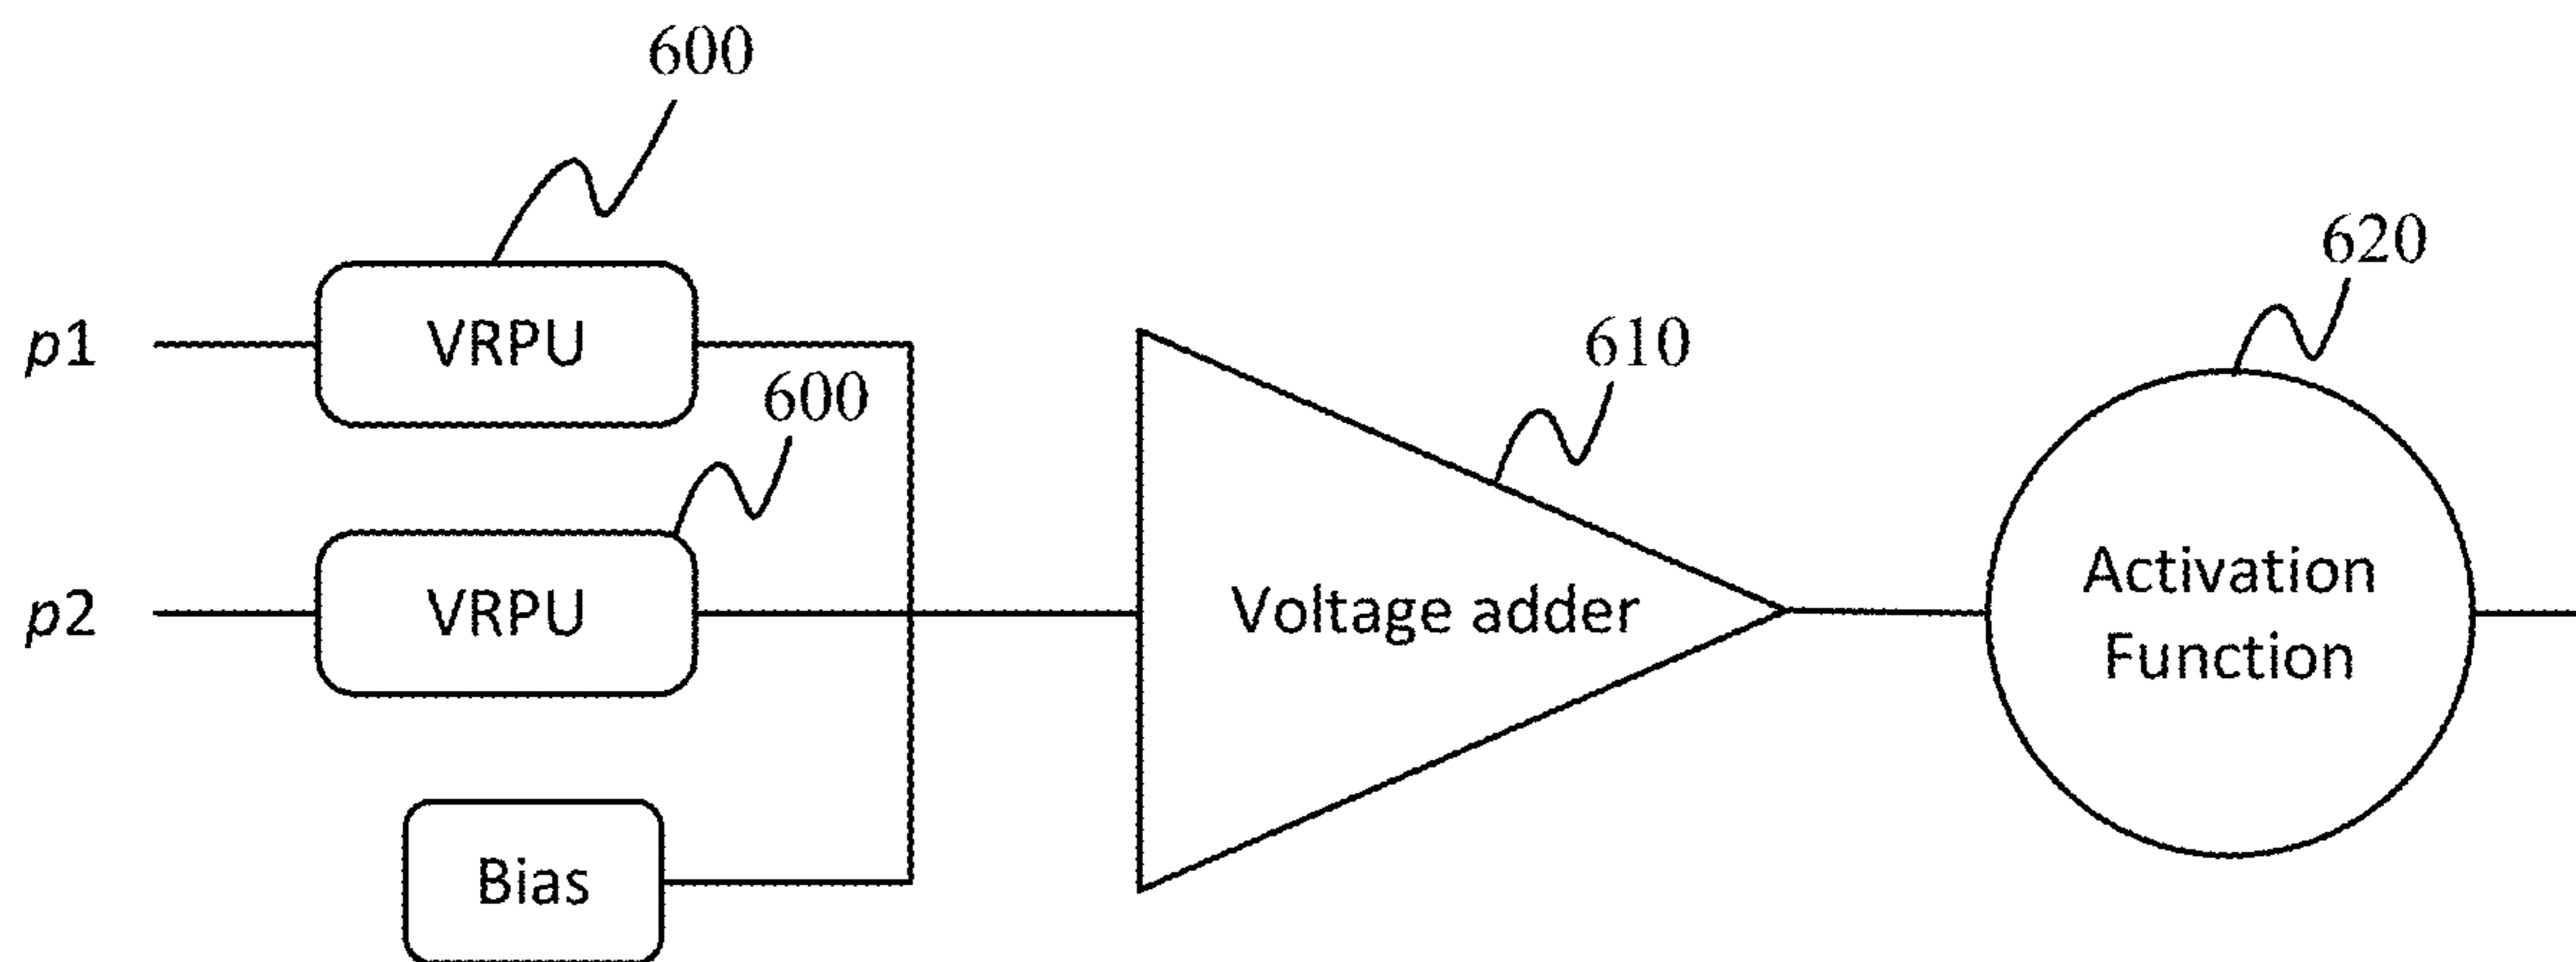 600
620
610
p1
VRPU
600
p2
VRPU
Voltage adder
Activation
Function
Bias